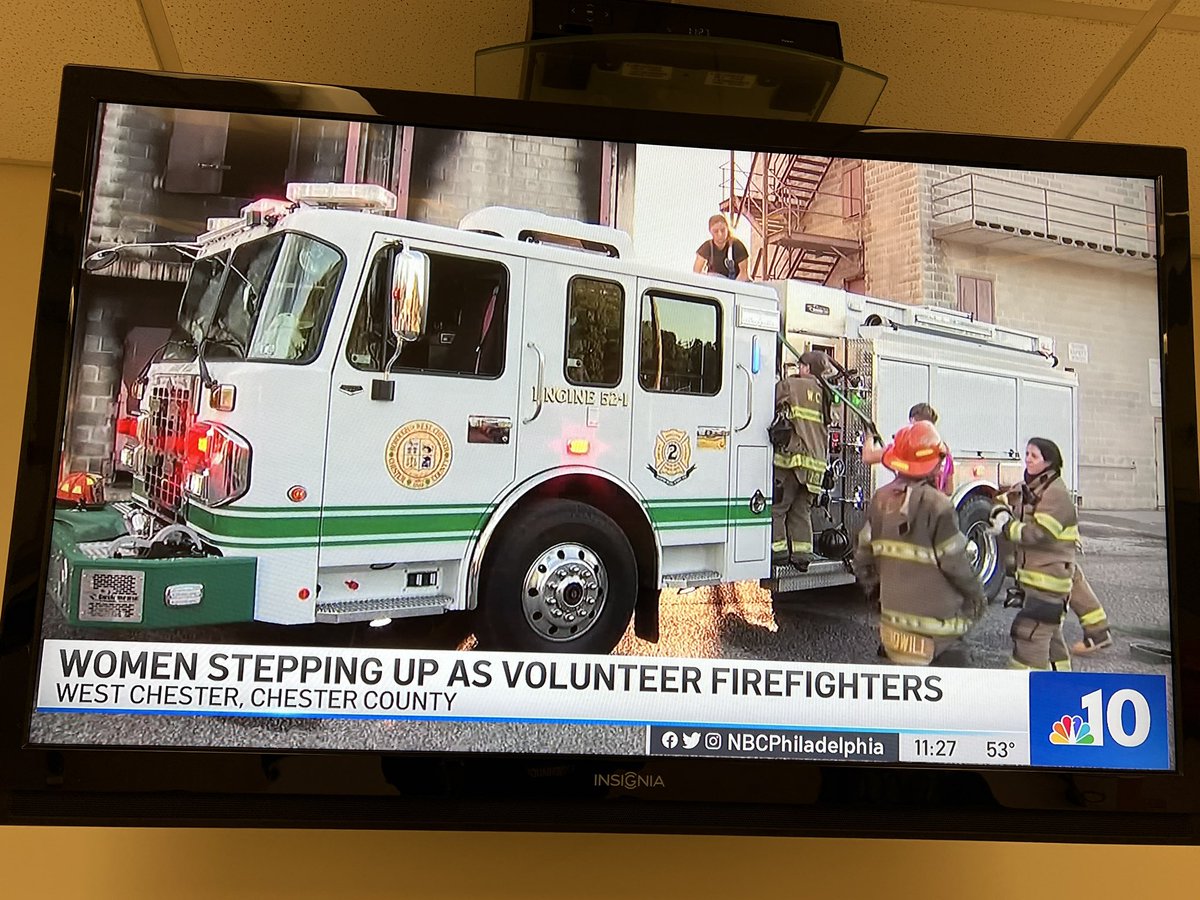 ENGINE 52-1
2
W C
WOMEN STEPPING UP AS VOLUNTEER FIREFIGHTERS
WEST CHESTER, CHESTER COUNTY
10
NBCPhiladelphia
11:27
53°
INSIGNIA